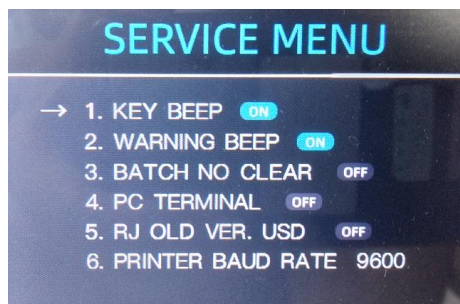 SERVICE MENU
→ 1. KEY BEEP ON
2. WARNING BEEP ON
3. BATCH NO CLEAR OFF
4. PC TERMINAL OFF
5. RJ OLD VER. USD OFF
6. PRINTER BAUD RATE 9600